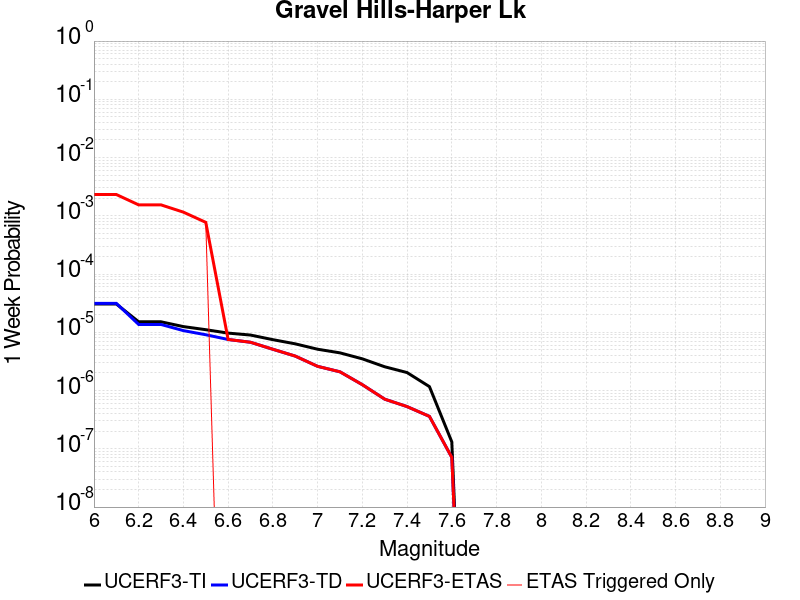 Gravel Hills-Harper Lk
10^0
10^-1
10^-2
10^-3
10^-4
10^-5
10^-6
10^-7
10^-8
1 Week Probability
6 6.2 6.4 6.6 6.8 7 7.2 7.4 7.6 7.8 8 8.2 8.4 8.6 8.8 9
Magnitude
UCERF3-TI UCERF3-TD UCERF3-ETAS ETAS Triggered Only